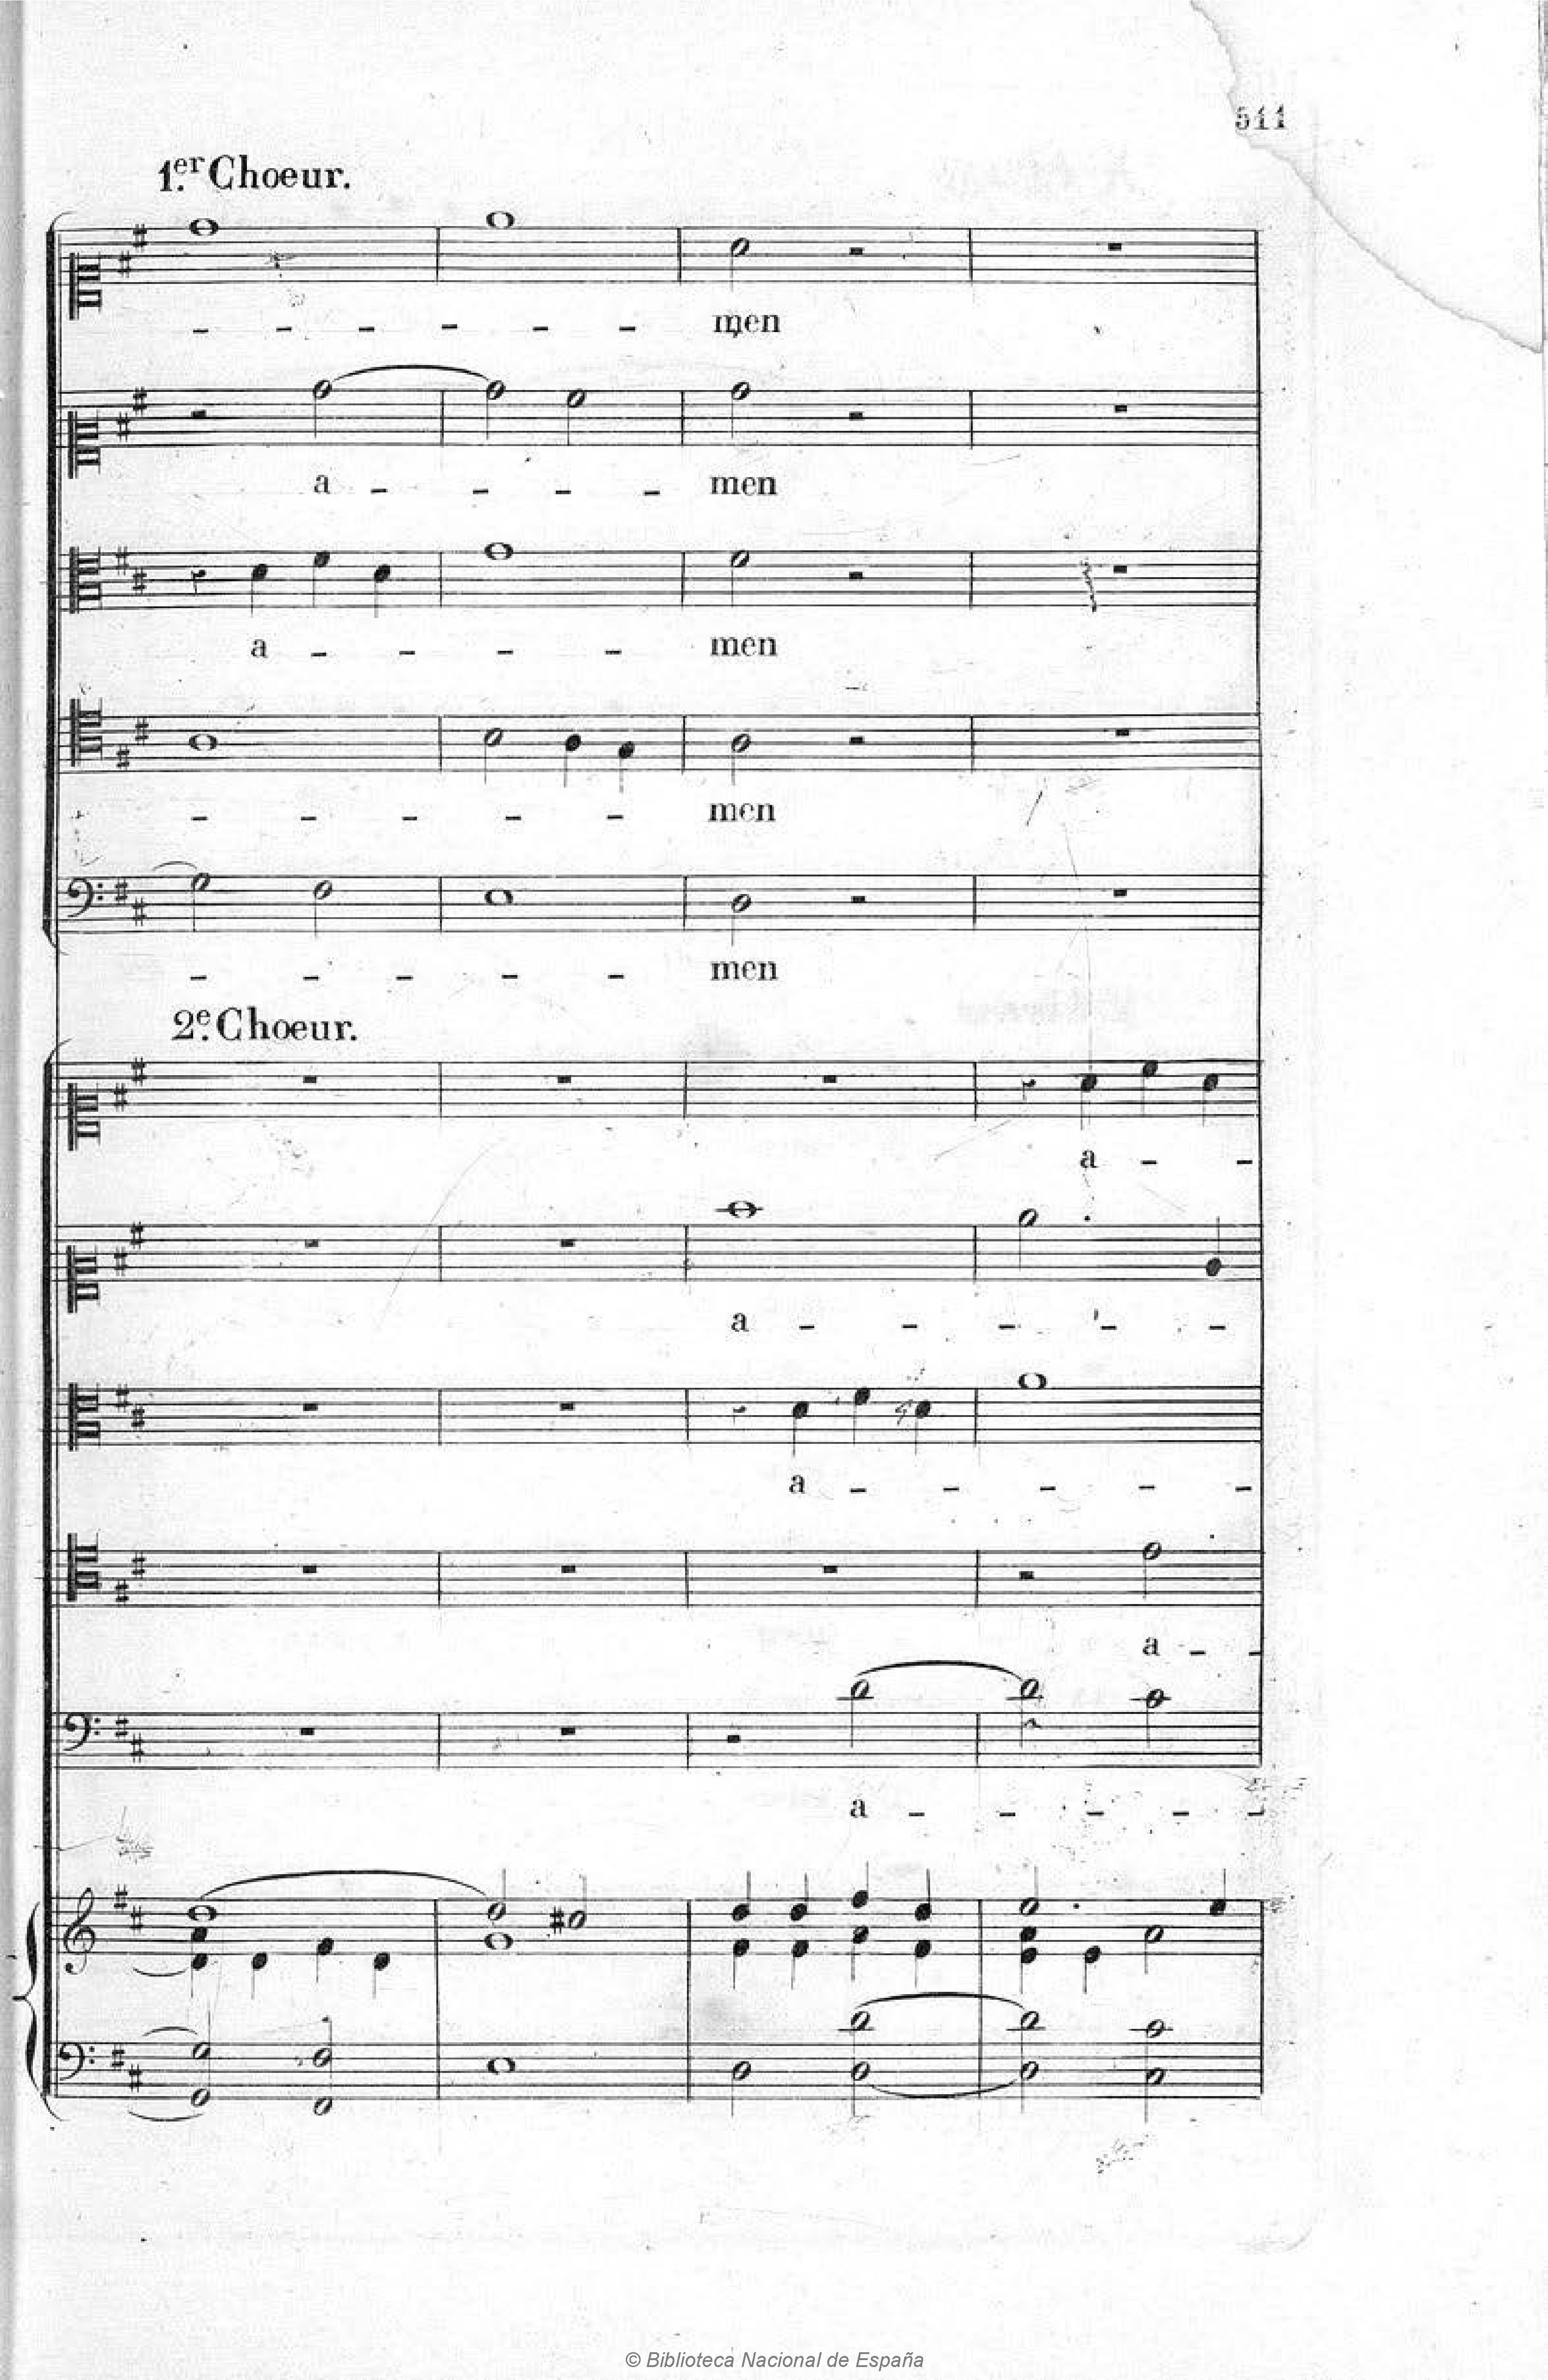 511
1.er Choeur.
- - - - - - men
a - - - - men
a - - - - men
- - - - - men
- - - - - men
2.e Choeur.
a - -
a - - - - -
a - - - - -
a - -
a - - - - -
© Biblioteca Nacional de España